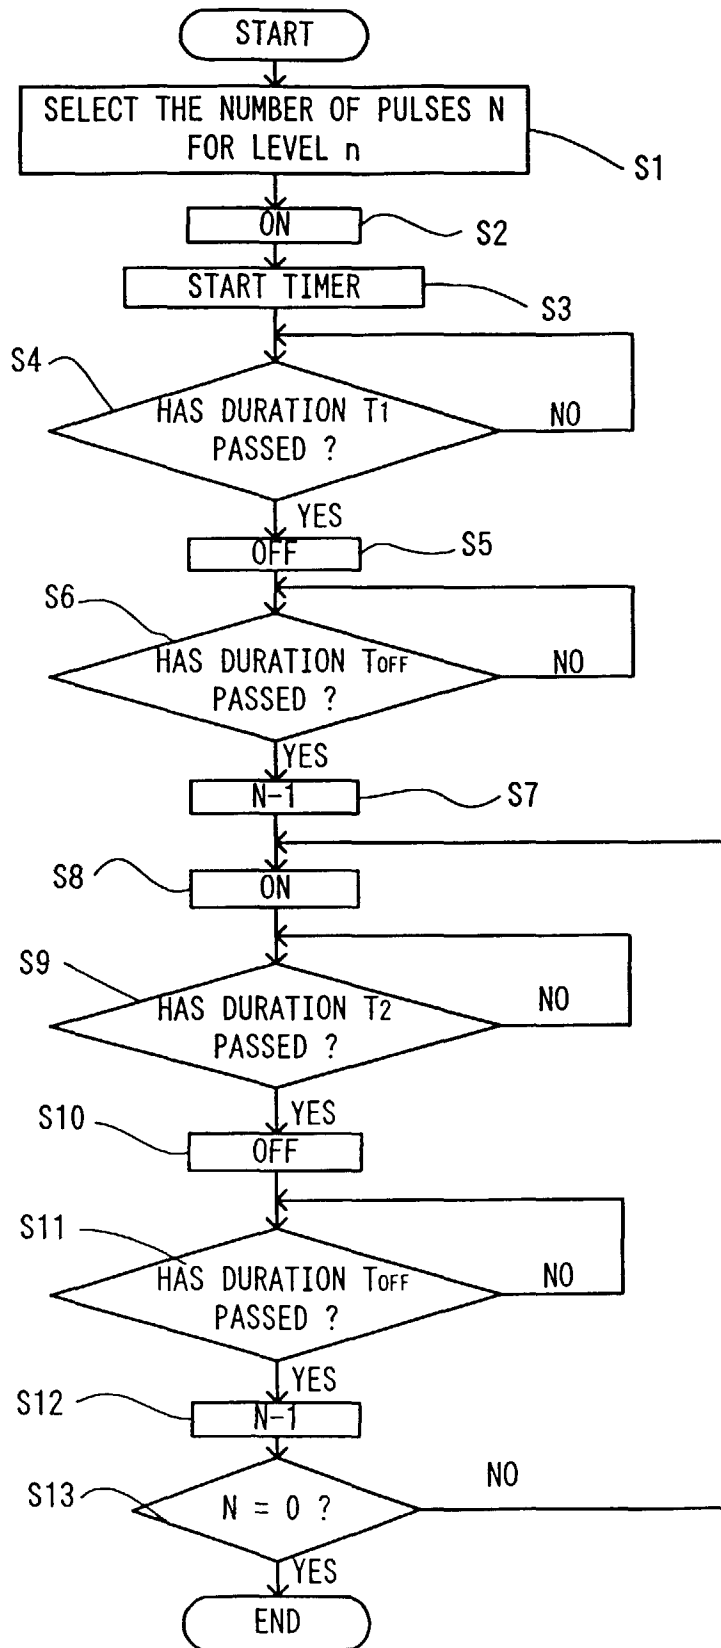 START
SELECT THE NUMBER OF PULSES N
FOR LEVEL n
S1
ON
S2
START TIMER
S3
S4
HAS DURATION T1
PASSED ?
NO
YES
OFF
S5
S6
HAS DURATION TOFF
PASSED ?
NO
YES
N-1
S7
S8
ON
S9
HAS DURATION T2
PASSED ?
NO
YES
S10
OFF
S11
HAS DURATION TOFF
PASSED ?
NO
YES
S12
N-1
S13
N = 0 ?
NO
YES
END